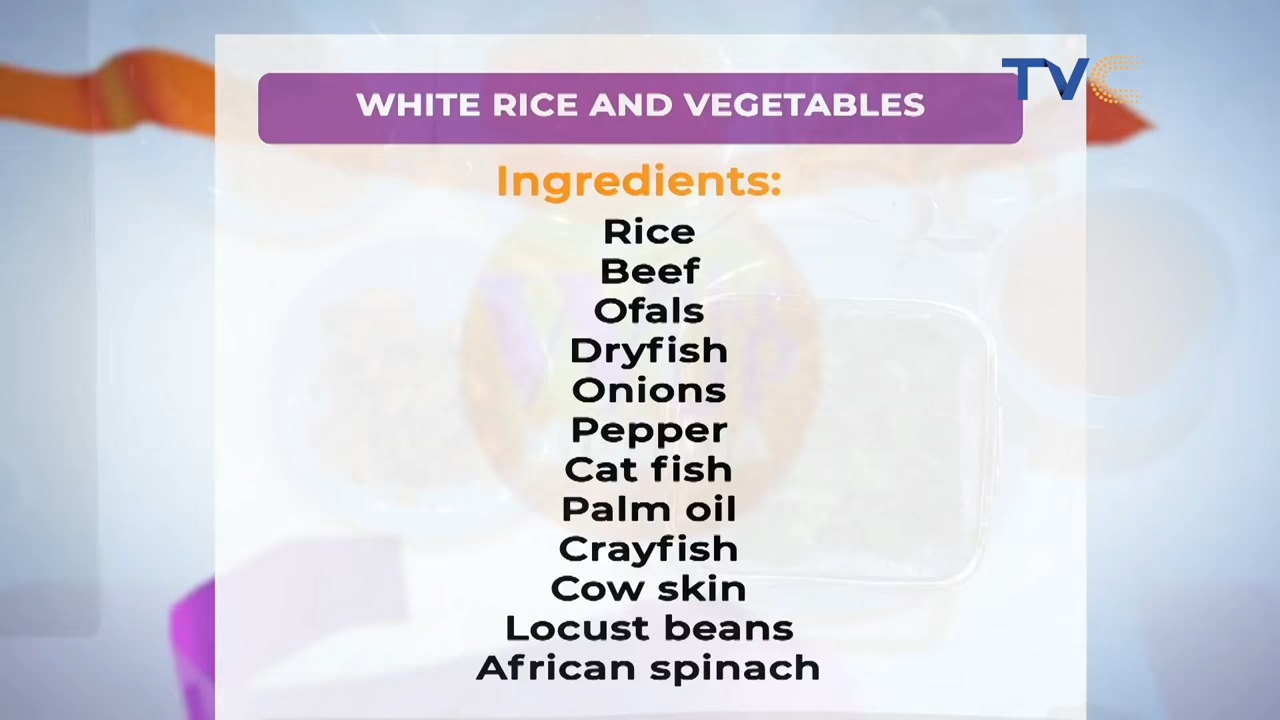 TVC
WHITE RICE AND VEGETABLES
Ingredients:
Rice
Beef
Ofals
Dryfish
Onions
Pepper
Cat fish
Palm oil
Crayfish
Cow skin
Locust beans
African spinach